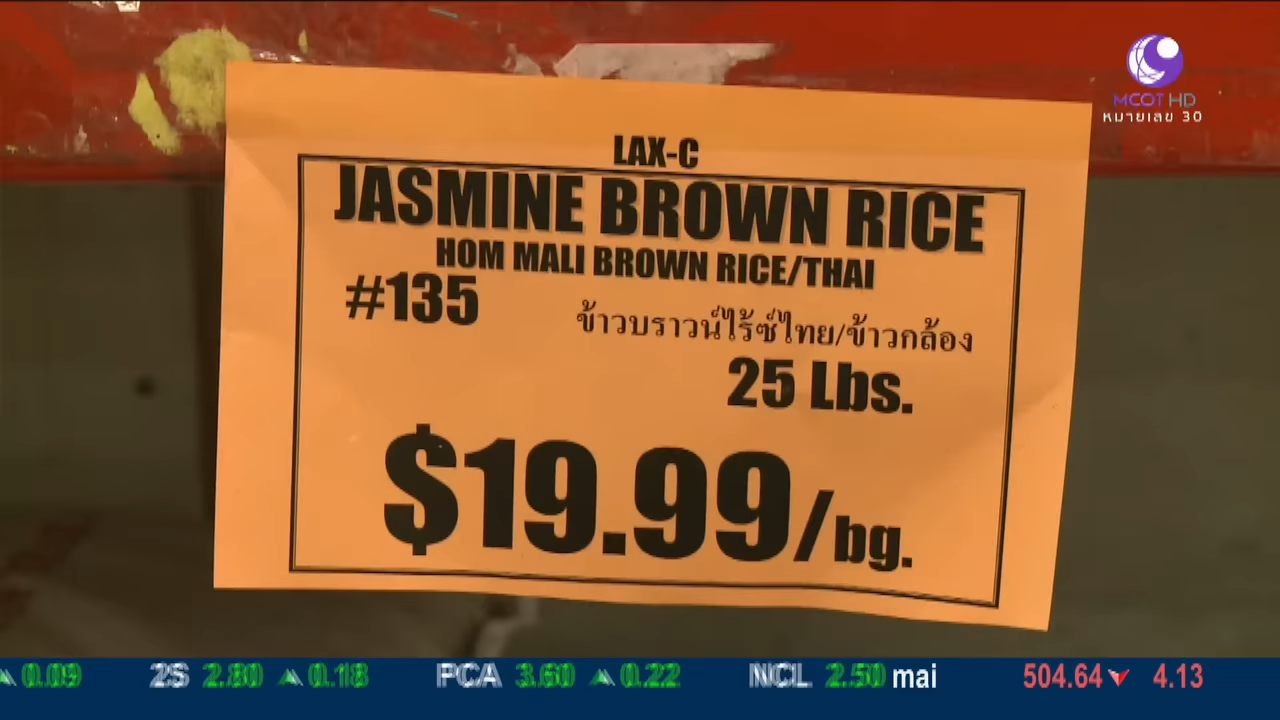 MCOT HD
หมายเลข 30
LAX-C
JASMINE BROWN RICE
HOM MALI BROWN RICE/THAI
#135
ข้าวบราวน์ไร้ซ์ไทย/ข้าวกล้อง
25 Lbs.
$19.99/bg.
0.09 2S 2.80 0.18 PCA 3.60 0.22 NCL 2.50 mai 504.64 4.13